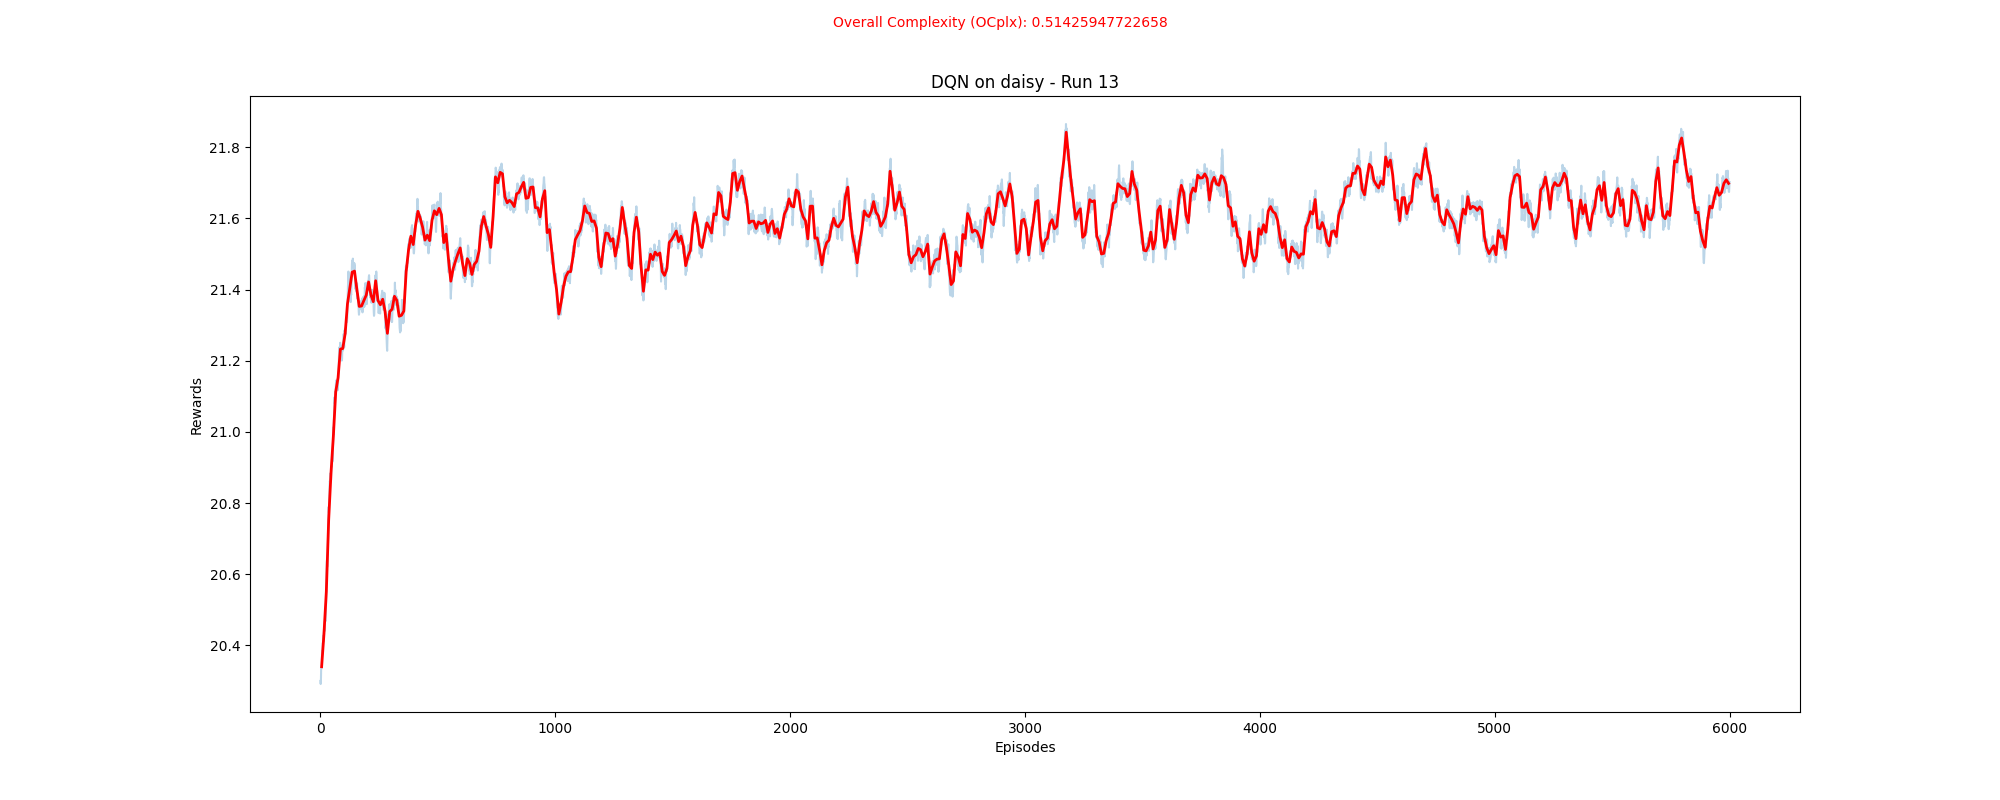 Overall Complexity (OCplx): 0.51425947722658
DQN on daisy - Run 13
21.8
21.6
21.4
21.2
21.0
20.8
20.6
20.4
Rewards
0 1000 2000 3000 4000 5000 6000
Episodes